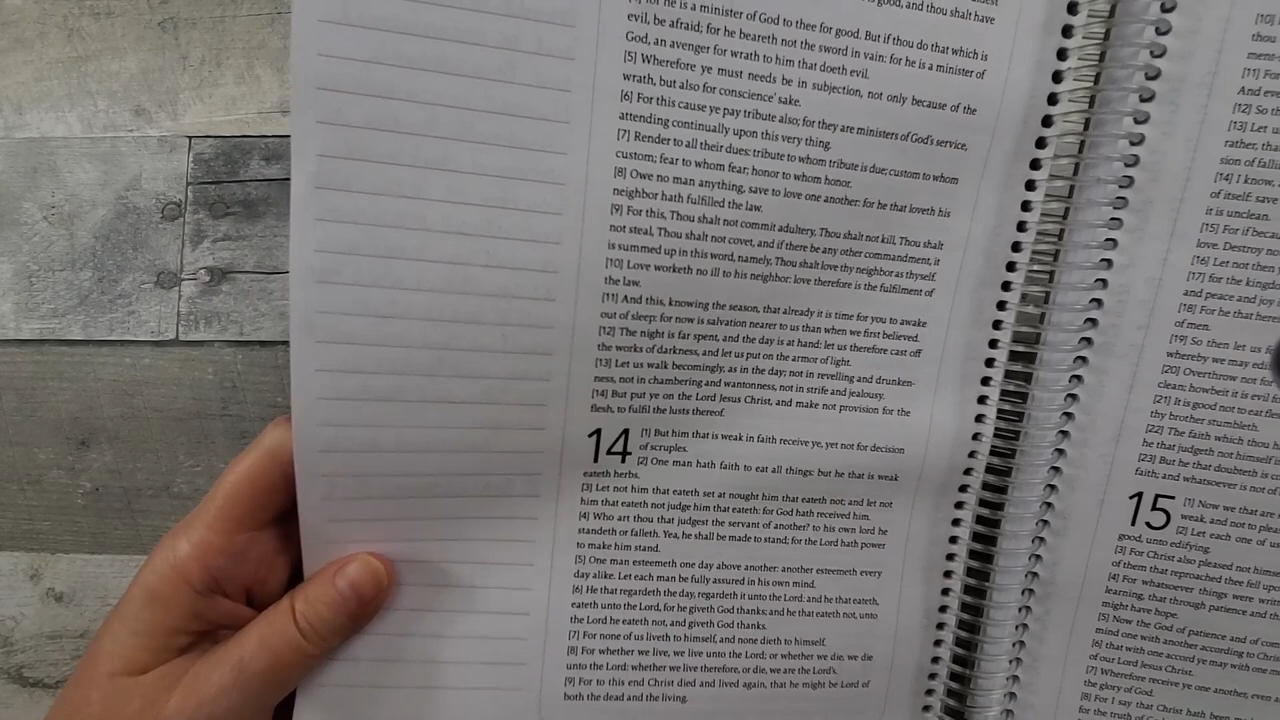 is good, and thou shalt have
for he is a minister of God to thee for good. But if thou do that which is
evil, be afraid; for he beareth not the sword in vain: for he is a minister of
God, an avenger for wrath to him that doeth evil.
[5] Wherefore ye must needs be in subjection, not only because of the
wrath, but also for conscience' sake.
[6] For this cause ye pay tribute also; for they are ministers of God's service,
attending continually upon this very thing.
[7] Render to all their dues: tribute to whom tribute is due; custom to whom
custom; fear to whom fear; honor to whom honor.
[8] Owe no man anything, save to love one another: for he that loveth his
neighbor hath fulfilled the law.
[9] For this, Thou shalt not commit adultery, Thou shalt not kill, Thou shalt
not steal, Thou shalt not covet, and if there be any other commandment, it
is summed up in this word, namely, Thou shalt love thy neighbor as thyself.
[10] Love worketh no ill to his neighbor: love therefore is the fulfilment of
the law.
[11] And this, knowing the season, that already it is time for you to awake
out of sleep: for now is salvation nearer to us than when we first believed.
[12] The night is far spent, and the day is at hand: let us therefore cast off
the works of darkness, and let us put on the armor of light.
[13] Let us walk becomingly, as in the day; not in revelling and drunken-
ness, not in chambering and wantonness, not in strife and jealousy.
[14] But put ye on the Lord Jesus Christ, and make not provision for the
flesh, to fulfil the lusts thereof.
14 [1] But him that is weak in faith receive ye, yet not for decision
of scruples.
[2] One man hath faith to eat all things: but he that is weak
eateth herbs.
[3] Let not him that eateth set at nought him that eateth not; and let not
him that eateth not judge him that eateth: for God hath received him.
[4] Who art thou that judgest the servant of another? to his own lord he
standeth or falleth. Yea, he shall be made to stand; for the Lord hath power
to make him stand.
[5] One man esteemeth one day above another: another esteemeth every
day alike. Let each man be fully assured in his own mind.
[6] He that regardeth the day, regardeth it unto the Lord: and he that eateth,
eateth unto the Lord, for he giveth God thanks; and he that eateth not, unto
the Lord he eateth not, and giveth God thanks.
[7] For none of us liveth to himself, and none dieth to himself.
[8] For whether we live, we live unto the Lord; or whether we die, we die
unto the Lord: whether we live therefore, or die, we are the Lord's.
[9] For to this end Christ died and lived again, that he might be Lord of
both the dead and the living.
[10]
thou
ment-
[11] For
And eve
[12] So th
[13] Let u
rather, tha
sion of falli
[14] I know,
of itself: save
it is unclean.
[15] For if becau
love. Destroy no
[16] Let not then
[17] for the kingd
and peace and joy
[18] For he that here
of men.
[19] So then let us f
whereby we may edi
[20] Overthrow not for
clean; howbeit it is evil f
[21] It is good not to eat fle
thy brother stumbleth.
[22] The faith which thou h
he that judgeth not himself i
[23] But he that doubteth is c
faith; and whatsoever is not of
15 [1] Now we that are
weak, and not to pleas
[2] Let each one of us
good, unto edifying.
[3] For Christ also pleased not himse
of them that reproached thee fell upo
[4] For whatsoever things were writ
learning, that through patience and th
might have hope.
[5] Now the God of patience and of com
mind one with another according to Chris
[6] that with one accord ye may with one m
of our Lord Jesus Christ.
[7] Wherefore receive ye one another, even a
the glory of God.
[8] For I say that Christ hath been
for the truth of